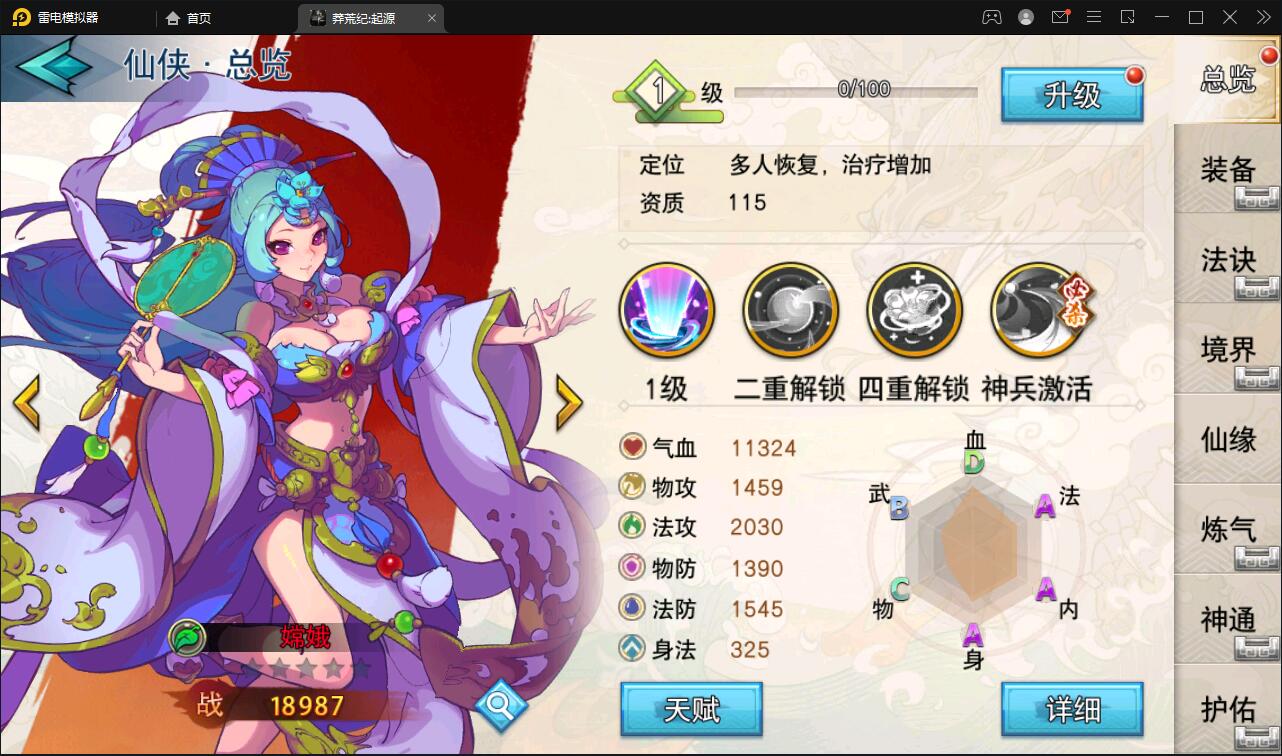 雷电模拟器
首页
莽荒纪:起源
仙侠·总览
1
级
0/100
升级
定位 多人恢复，治疗增加
资质 115
必杀
1级 二重解锁 四重解锁 神兵激活
气血 11324
物攻 1459
法攻 2030
物防 1390
法防 1545
身法 325
血
D
武
B
A
法
C
物
A
内
A
身
嫦娥
战 18987
天赋
详细
总览
装备
法诀
境界
仙缘
炼气
神通
护佑